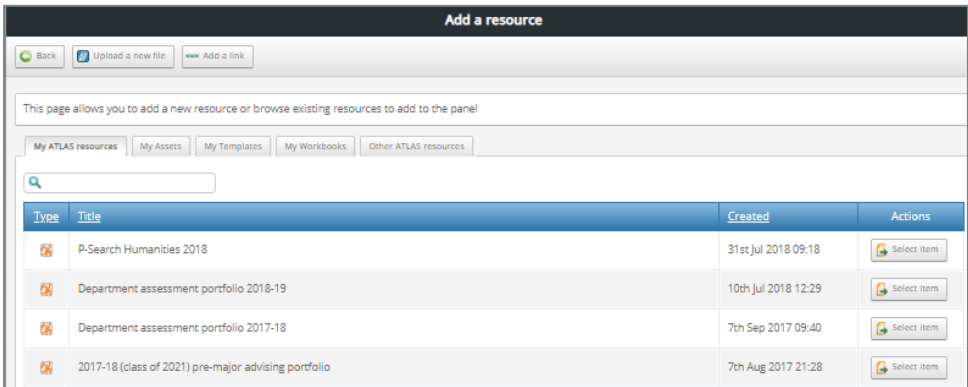 Add a resource
Back Upload a new file www Add a link
This page allows you to add a new resource or browse existing resources to add to the panel
My ATLAS resources My Assets My Templates My Workbooks Other ATLAS resources
Type Title Created Actions
P-Search Humanities 2018 31st Jul 2018 09:18 Select item
Department assessment portfolio 2018-19 10th Jul 2018 12:29 Select item
Department assessment portfolio 2017-18 7th Sep 2017 09:40 Select item
2017-18 (class of 2021) pre-major advising portfolio 7th Aug 2017 21:28 Select item